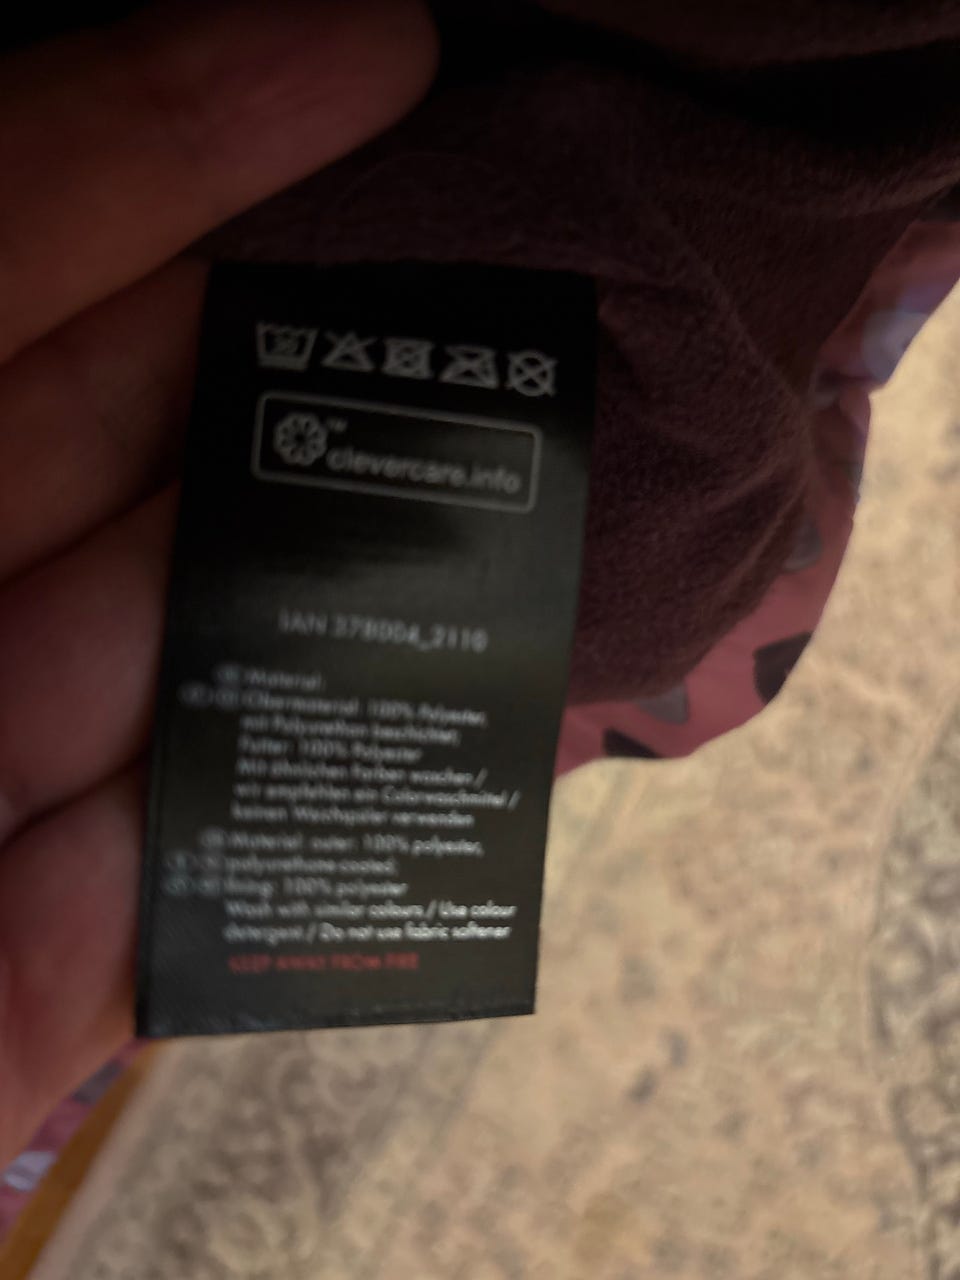 30
™
clevercare.info
IAN 378004_2110
Material:
Obermaterial: 100% Polyester,
mit Polyurethan beschichtet;
Futter: 100% Polyester
Mit ähnlichen Farben waschen /
wir empfehlen ein Colorwaschmittel /
keinen Weichspüler verwenden
Material: outer: 100% polyester,
polyurethane coated;
lining: 100% polyester
Wash with similar colours / Use colour
detergent / Do not use fabric softener
KEEP AWAY FROM FIRE